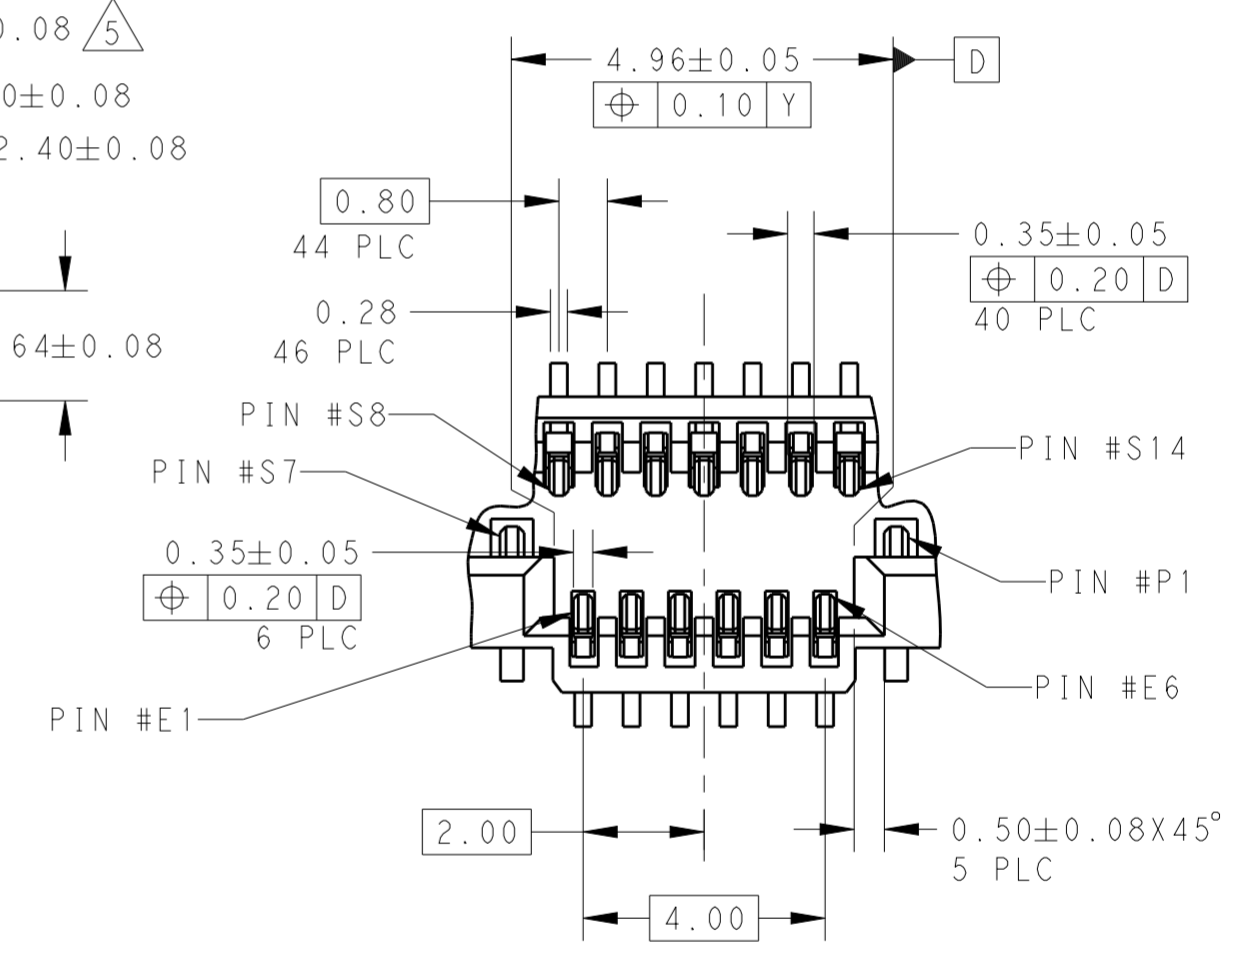 0.08 5
4.96±0.05
D
0±0.08
⌖ 0.10 Y
2.40±0.08
0.80
44 PLC
0.35±0.05
⌖ 0.20 D
40 PLC
0.28
46 PLC
64±0.08
PIN #S8
PIN #S14
PIN #S7
0.35±0.05
⌖ 0.20 D
6 PLC
PIN #P1
PIN #E6
PIN #E1
2.00
0.50±0.08X45°
5 PLC
4.00